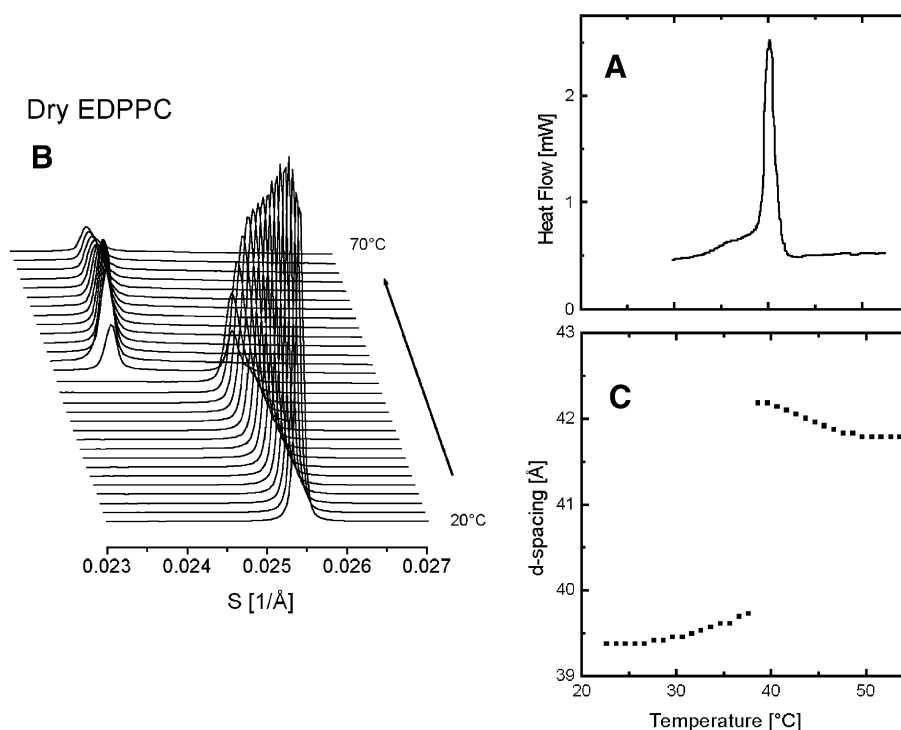 Dry EDPPC
B
70°C
20°C
0.023 0.024 0.025 0.026 0.027
S [1/Å]
A
2
1
0
Heat Flow [mW]
C
43
42
41
40
39
d-spacing [Å]
20 30 40 50
Temperature [°C]